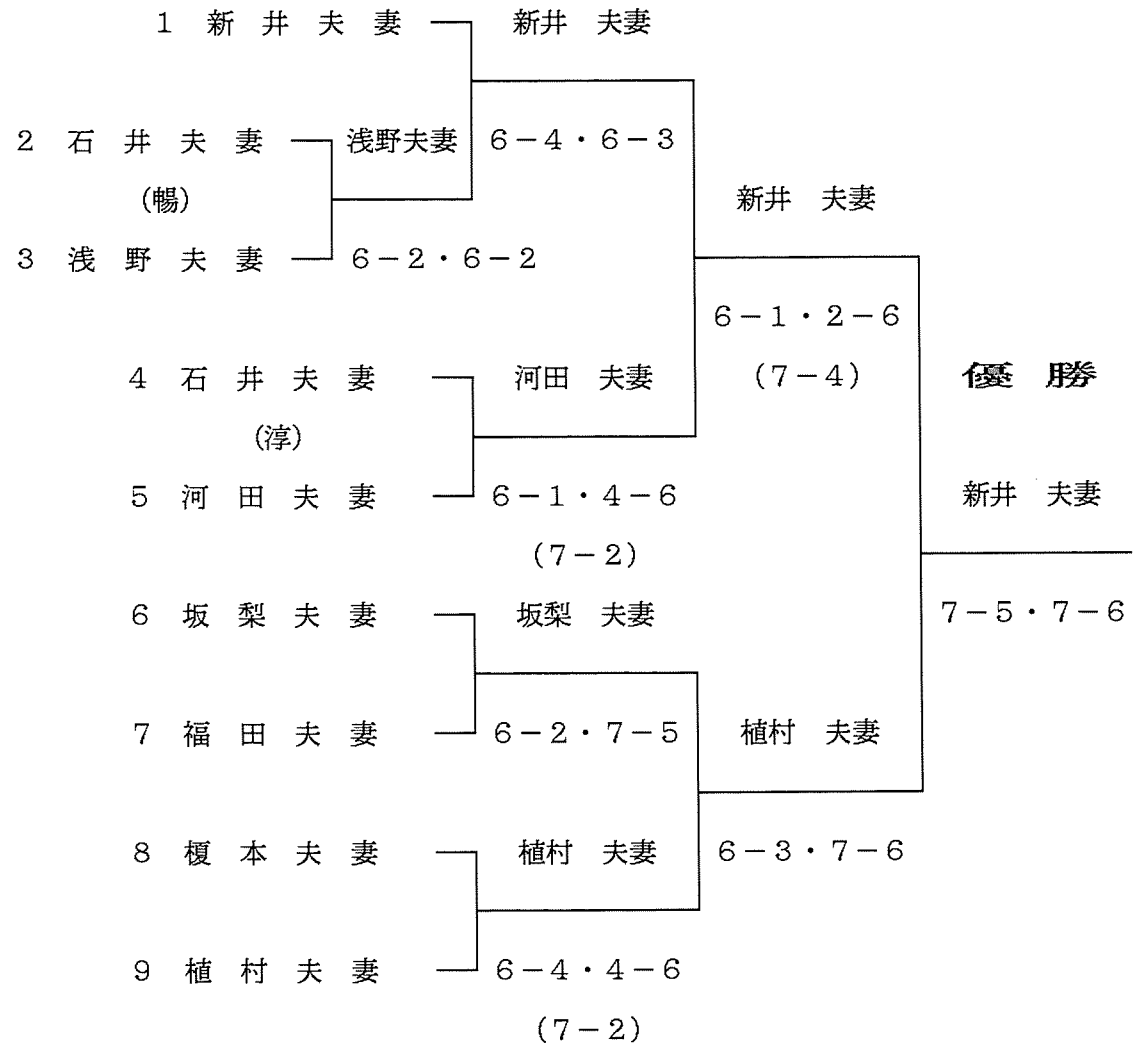 1 新 井 夫 妻 新井 夫妻
2 石 井 夫 妻 浅野夫妻 6-4・6-3
(暢) 新井 夫妻
3 浅 野 夫 妻 6-2・6-2
6-1・2-6
4 石 井 夫 妻 河田 夫妻 (7-4) 優 勝
(淳)
5 河 田 夫 妻 6-1・4-6 新井 夫妻
(7-2)
6 坂 梨 夫 妻 坂梨 夫妻 7-5・7-6
7 福 田 夫 妻 6-2・7-5 植村 夫妻
8 榎 本 夫 妻 植村 夫妻 6-3・7-6
9 植 村 夫 妻 6-4・4-6
(7-2)